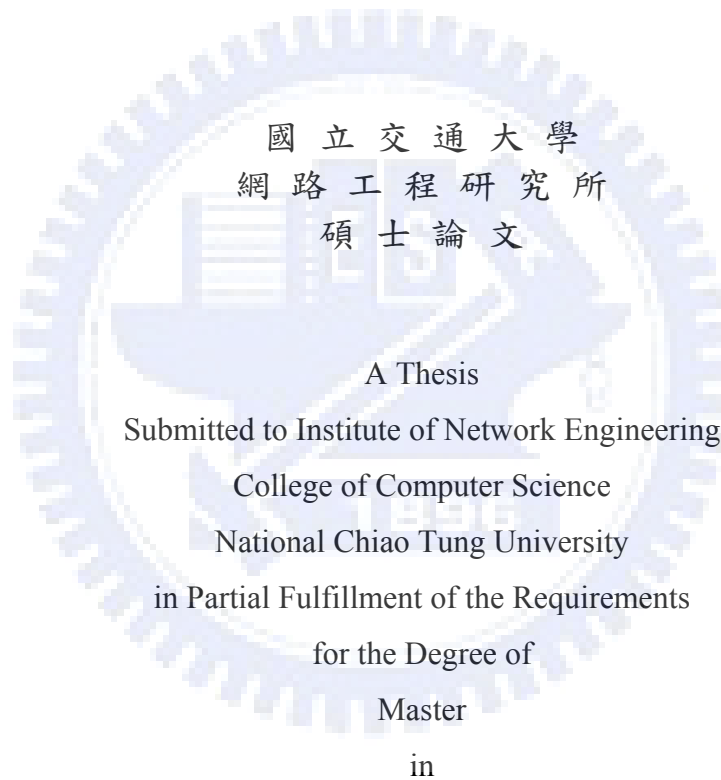 國立交通大學
網路工程研究所
碩士論文
A Thesis
Submitted to Institute of Network Engineering
College of Computer Science
National Chiao Tung University
in Partial Fulfillment of the Requirements
for the Degree of
Master
in